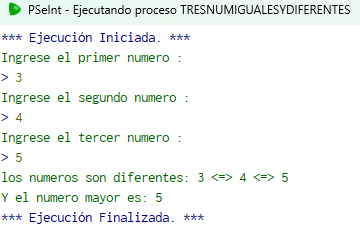 PSeInt - Ejecutando proceso TRESNUMIGUALESYDIFERENTES
*** Ejecución Iniciada. ***
Ingrese el primer numero :
> 3
Ingrese el segundo numero :
> 4
Ingrese el tercer numero :
> 5
los numeros son diferentes: 3 <=> 4 <=> 5
Y el numero mayor es: 5
*** Ejecución Finalizada. ***